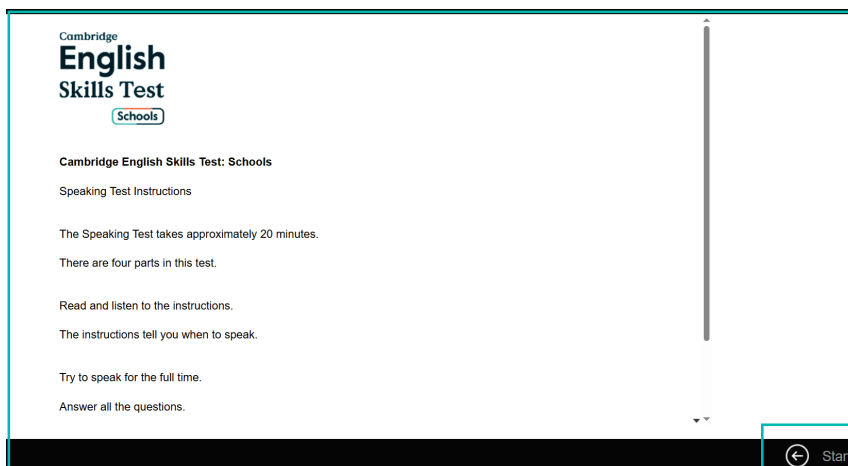 Cambridge
English
Skills Test
Schools
Cambridge English Skills Test: Schools
Speaking Test Instructions
The Speaking Test takes approximately 20 minutes.
There are four parts in this test.
Read and listen to the instructions.
The instructions tell you when to speak.
Try to speak for the full time.
Answer all the questions.